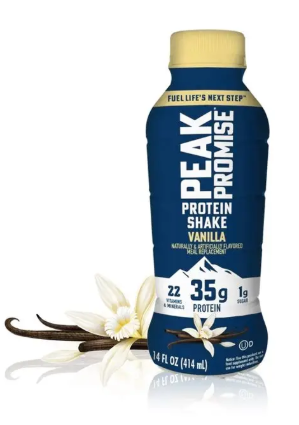 FUEL LIFE'S NEXT STEP™
PEAK
PROMISE®
PROTEIN
SHAKE
VANILLA
NATURALLY & ARTIFICIALLY FLAVORED
MEAL REPLACEMENT
22
VITAMINS
& MINERALS
35g
PROTEIN
1g
SUGAR
14 FL OZ (414 mL)